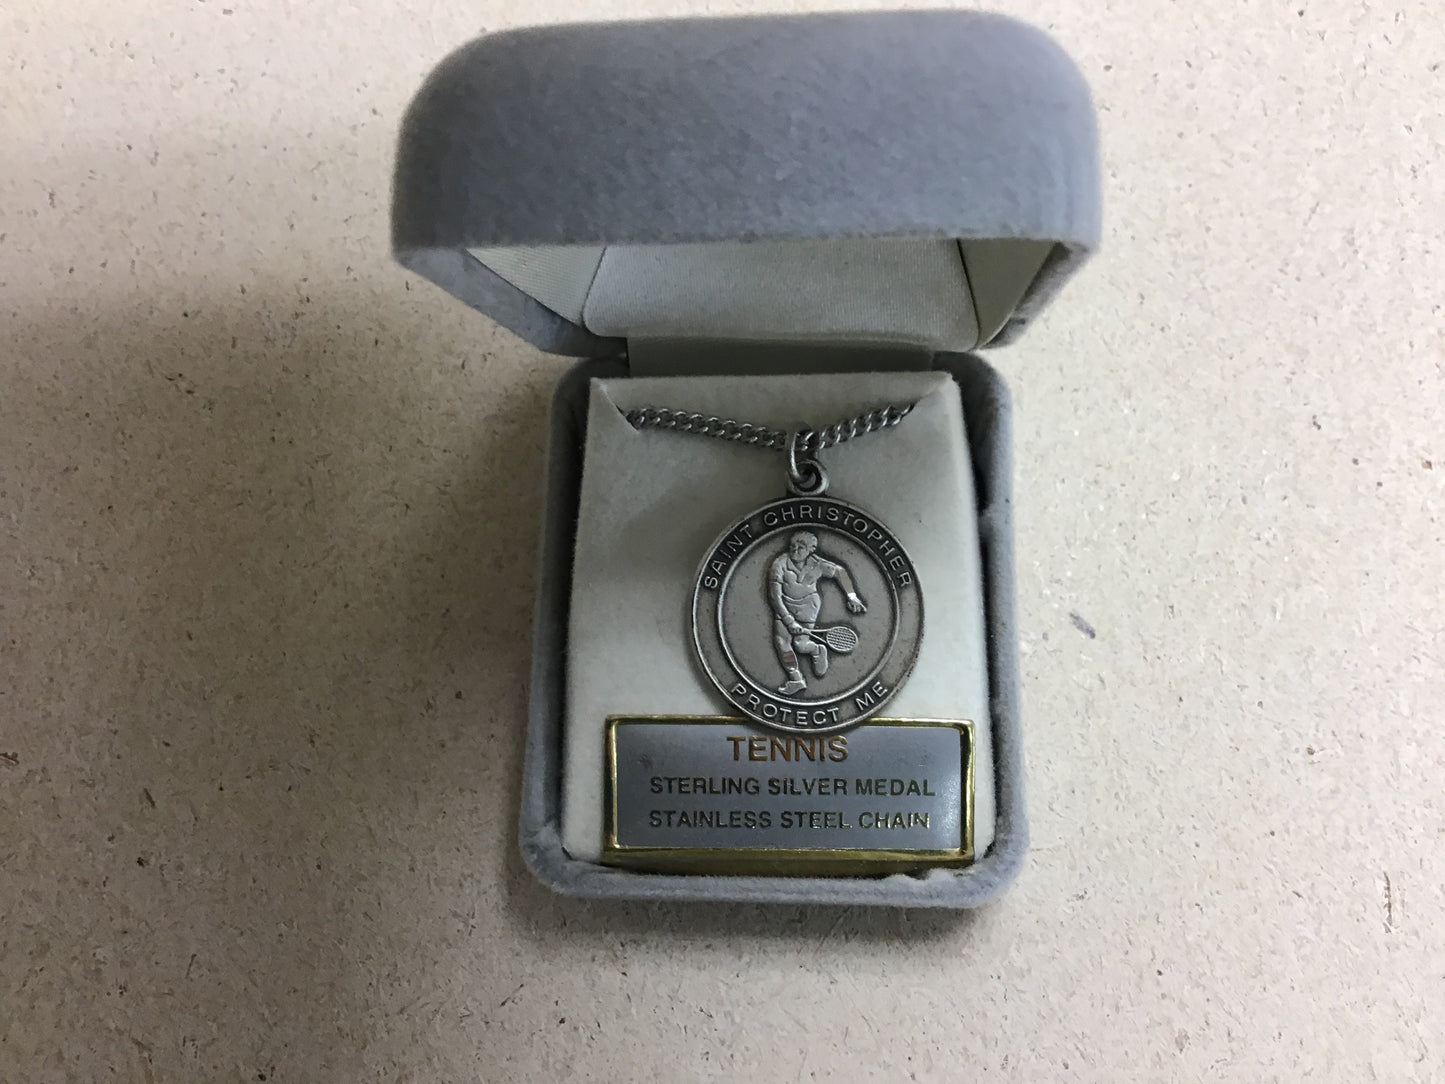 SAINT CHRISTOPHER
PROTECT ME
TENNIS
STERLING SILVER MEDAL
STAINLESS STEEL CHAIN